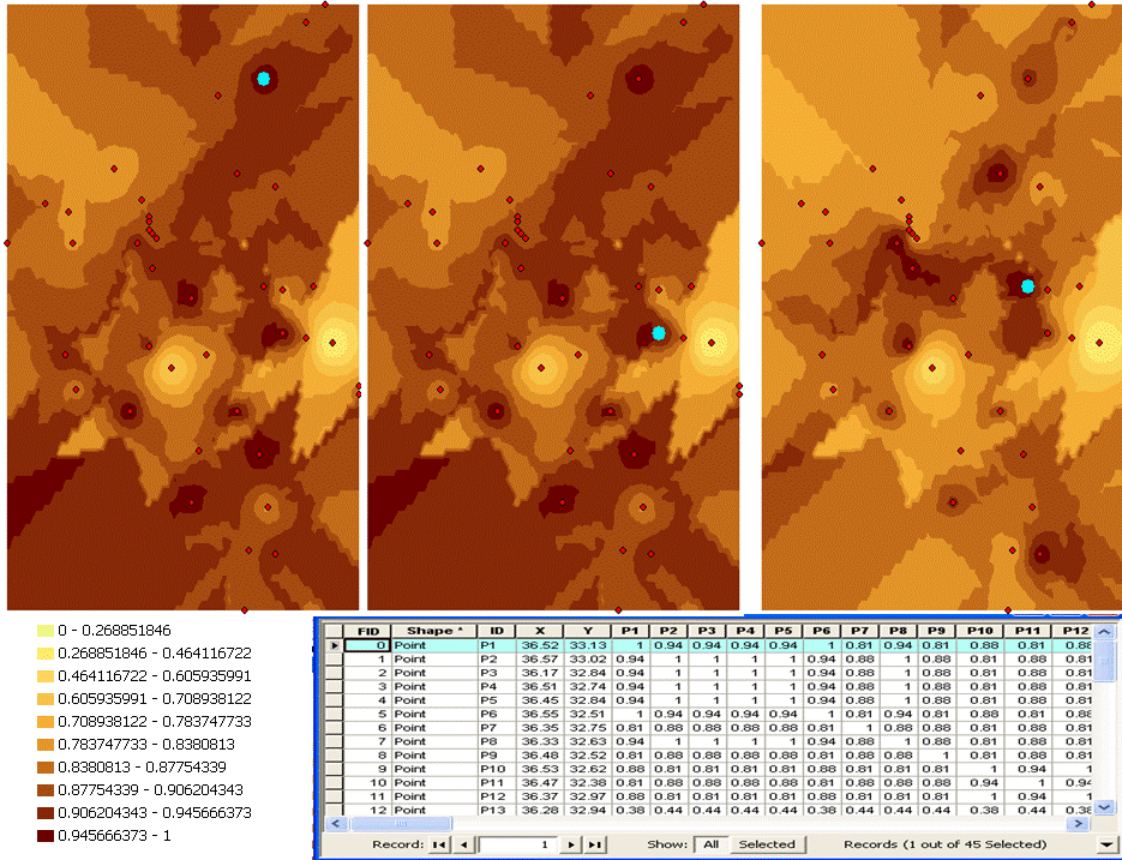 0 - 0.268851846
0.268851846 - 0.464116722
0.464116722 - 0.605935991
0.605935991 - 0.708938122
0.708938122 - 0.783747733
0.783747733 - 0.8380813
0.8380813 - 0.87754339
0.87754339 - 0.906204343
0.906204343 - 0.945666373
0.945666373 - 1
FID Shape * ID X Y P1 P2 P3 P4 P5 P6 P7 P8 P9 P10 P11 P12
0 Point P1 36.52 33.13 1 0.94 0.94 0.94 0.94 1 0.81 0.94 0.81 0.88 0.81 0.88
1 Point P2 36.57 33.02 0.94 1 1 1 1 0.94 0.88 1 0.88 0.81 0.88 0.81
2 Point P3 36.17 32.84 0.94 1 1 1 1 0.94 0.88 1 0.88 0.81 0.88 0.81
3 Point P4 36.51 32.74 0.94 1 1 1 1 0.94 0.88 1 0.88 0.81 0.88 0.81
4 Point P5 36.45 32.84 0.94 1 1 1 1 0.94 0.88 1 0.88 0.81 0.88 0.81
5 Point P6 36.55 32.51 1 0.94 0.94 0.94 0.94 1 0.81 0.94 0.81 0.88 0.81 0.88
6 Point P7 36.35 32.75 0.81 0.88 0.88 0.88 0.88 0.81 1 0.88 0.88 0.81 0.88 0.81
7 Point P8 36.33 32.63 0.94 1 1 1 1 0.94 0.88 1 0.88 0.81 0.88 0.81
8 Point P9 36.48 32.52 0.81 0.88 0.88 0.88 0.88 0.81 0.88 0.88 1 0.81 0.88 0.81
9 Point P10 36.53 32.62 0.88 0.81 0.81 0.81 0.81 0.88 0.81 0.81 0.81 1 0.94 1
10 Point P11 36.47 32.38 0.81 0.88 0.88 0.88 0.88 0.81 0.88 0.88 0.88 0.94 1 0.94
11 Point P12 36.37 32.97 0.88 0.81 0.81 0.81 0.81 0.88 0.81 0.81 0.81 1 0.94 1
12 Point P13 36.28 32.94 0.38 0.44 0.44 0.44 0.44 0.38 0.44 0.44 0.44 0.38 0.44 0.38
Record: 1 Show: All Selected Records (1 out of 45 Selected)